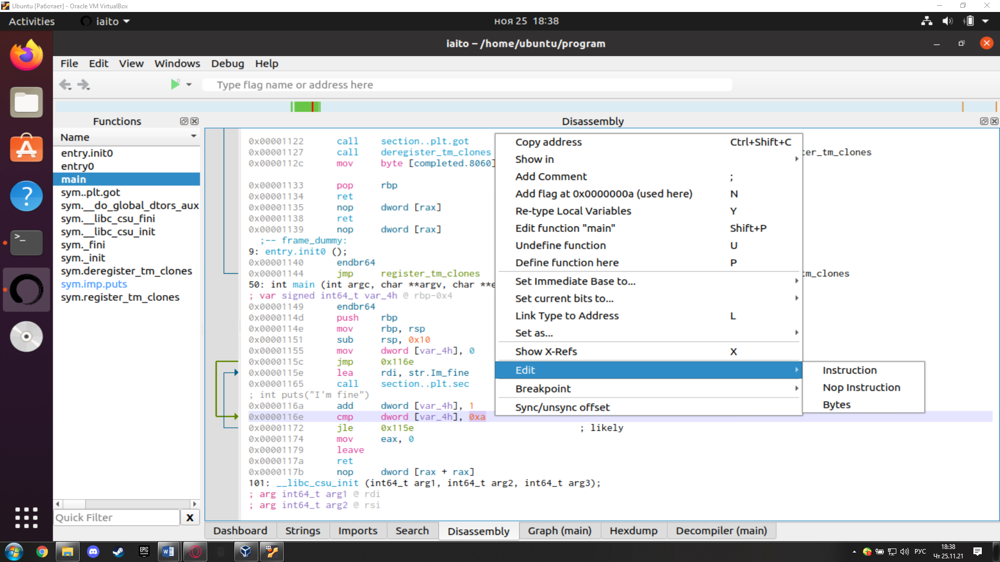 Ubuntu [Работает] - Oracle VM VirtualBox
Activities
iaito
ноя 25 18:38
iaito – /home/ubuntu/program
File Edit View Windows Debug Help
Type flag name or address here
Functions
Name
entry.init0
entry0
main
sym..plt.got
sym.__do_global_dtors_aux
sym.__libc_csu_fini
sym.__libc_csu_init
sym._fini
sym._init
sym.deregister_tm_clones
sym.imp.puts
sym.register_tm_clones
Quick Filter
X
Disassembly
0x00001122 call section..plt.got
0x00001127 call deregister_tm_clones ter_tm_clones
0x0000112c mov byte [completed.8060]
0x00001133 pop rbp
0x00001134 ret
0x00001135 nop dword [rax]
0x00001138 ret
0x00001139 nop dword [rax]
;-- frame_dummy:
9: entry.init0 ();
0x00001140 endbr64
0x00001144 jmp register_tm_clones tm_clones
50: int main (int argc, char **argv, char **e
; var signed int64_t var_4h @ rbp-0x4
0x00001149 endbr64
0x0000114d push rbp
0x0000114e mov rbp, rsp
0x00001151 sub rsp, 0x10
0x00001155 mov dword [var_4h], 0
0x0000115c jmp 0x116e
0x0000115e lea rdi, str.Im_fine
0x00001165 call section..plt.sec
; int puts("I'm fine")
0x0000116a add dword [var_4h], 1
0x0000116e cmp dword [var_4h], 0xa
0x00001172 jle 0x115e ; likely
0x00001174 mov eax, 0
0x00001179 leave
0x0000117a ret
0x0000117b nop dword [rax + rax]
101: __libc_csu_init (int64_t arg1, int64_t arg2, int64_t arg3);
; arg int64_t arg1 @ rdi
; arg int64_t arg2 @ rsi
Copy address Ctrl+Shift+C
Show in
Add Comment ;
Add flag at 0x0000000a (used here) N
Re-type Local Variables Y
Edit function "main" Shift+P
Undefine function U
Define function here P
Set Immediate Base to...
Set current bits to...
Link Type to Address L
Set as...
Show X-Refs X
Edit
Breakpoint
Sync/unsync offset
Instruction
Nop Instruction
Bytes
Dashboard Strings Imports Search Disassembly Graph (main) Hexdump Decompiler (main)
EPIC GAMES
РУС
18:38
Чт 25.11.21